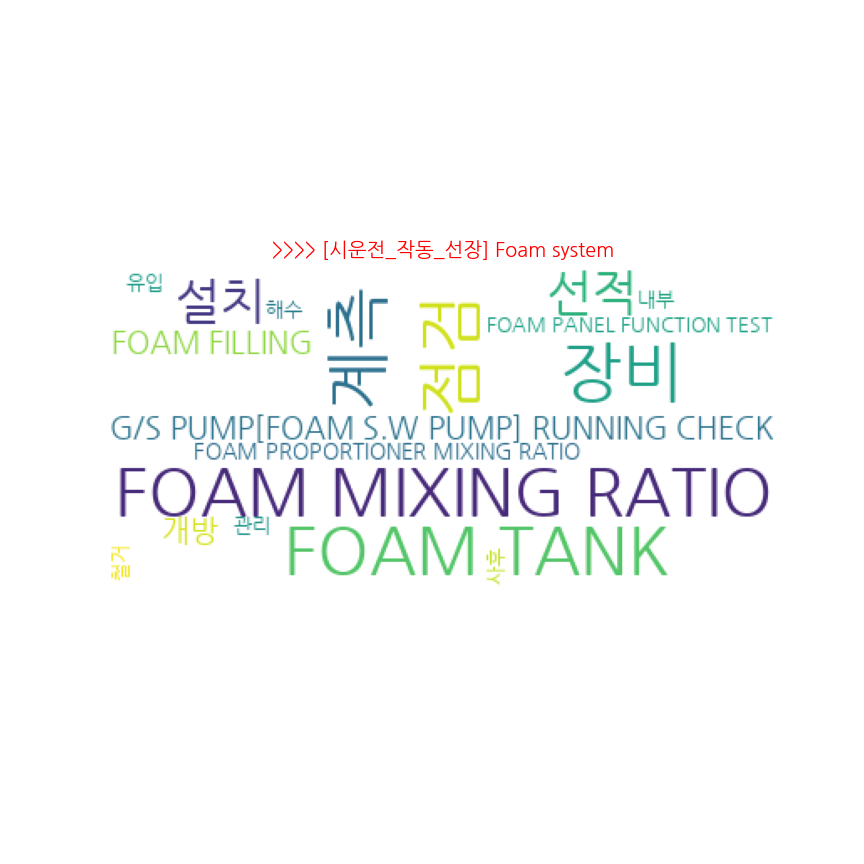 >>>> [시운전_작동_선장] Foam system
유입
설치
해수
계측
점검
선적
내부
FOAM FILLING
FOAM PANEL FUNCTION TEST
장비
G/S PUMP[FOAM S.W PUMP] RUNNING CHECK
FOAM PROPORTIONER MIXING RATIO
FOAM MIXING RATIO
개방
관리
FOAM TANK
철거
사후